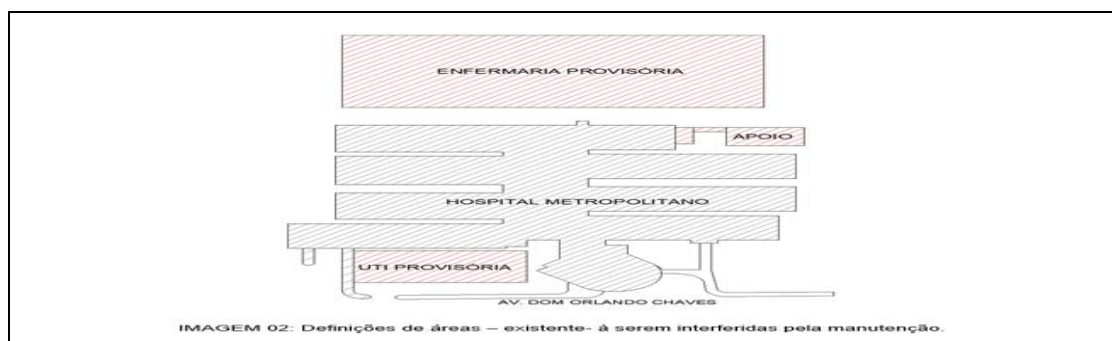 ENFERMARIA PROVISÓRIA
APOIO
HOSPITAL METROPOLITANO
UTI PROVISÓRIA
AV. DOM ORLANDO CHAVES
IMAGEM 02: Definições de áreas – existente- à serem interferidas pela manutenção.